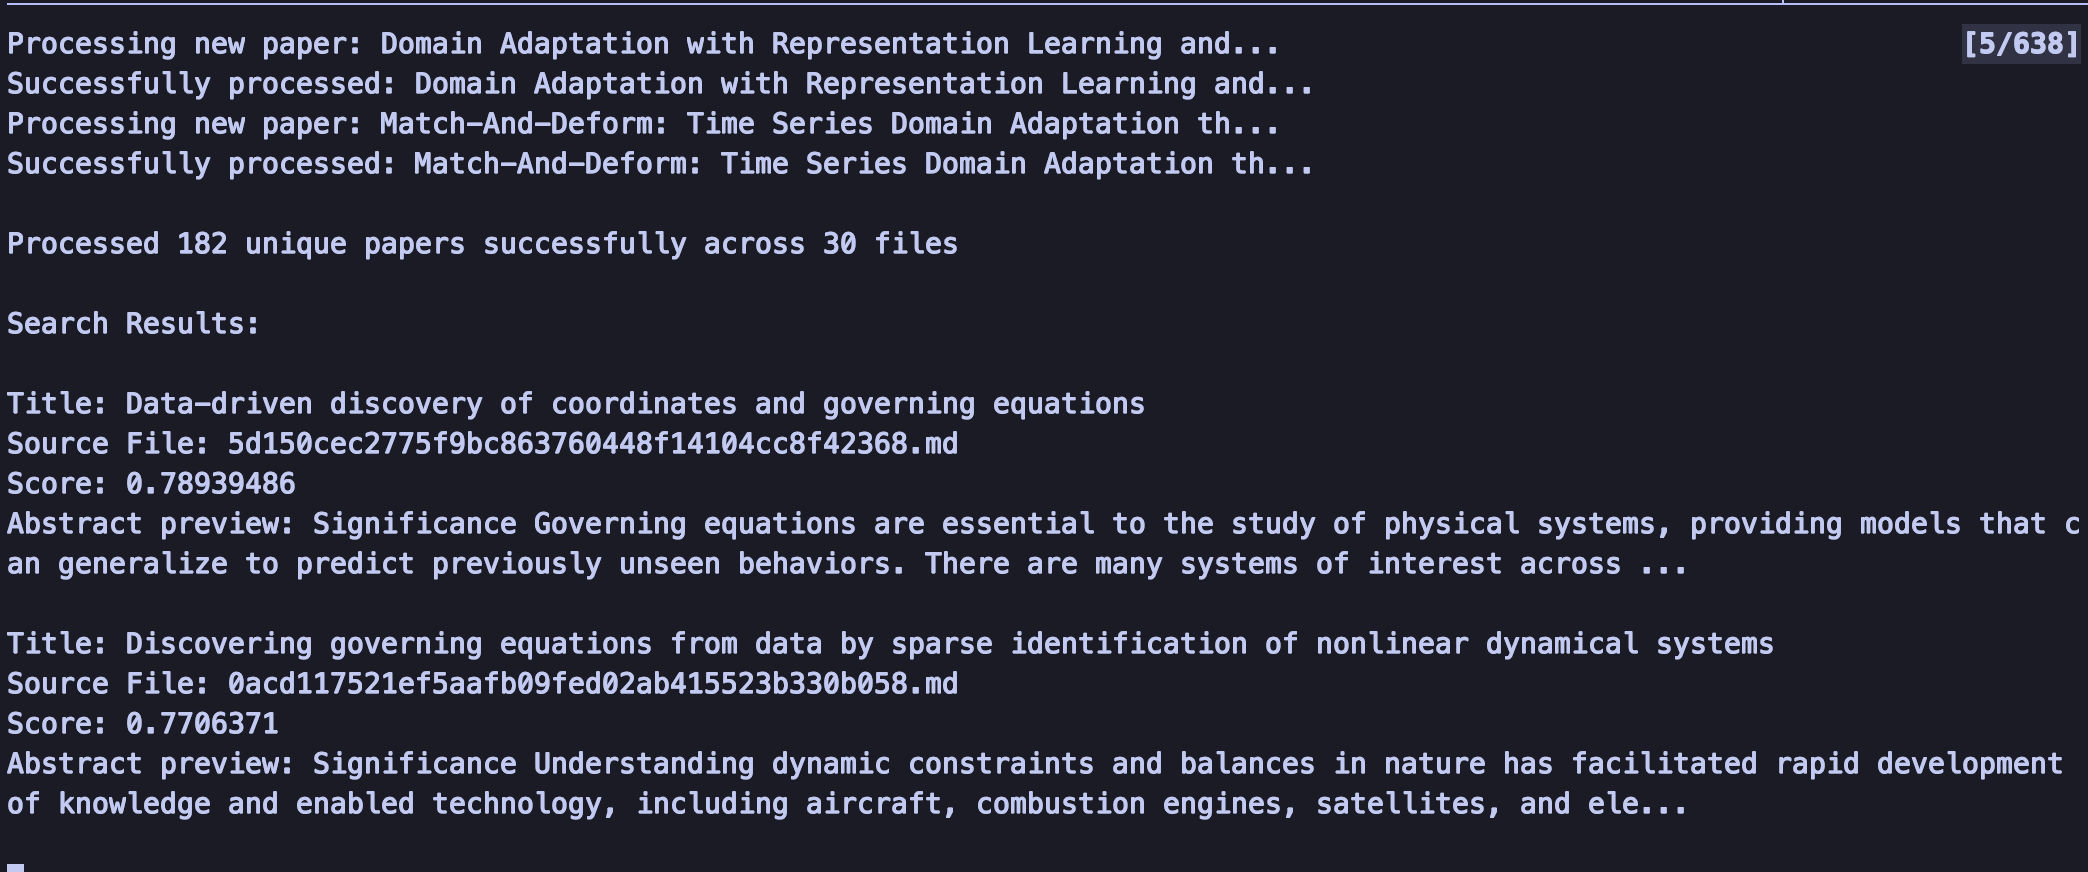 Processing new paper: Domain Adaptation with Representation Learning and... [5/638]
Successfully processed: Domain Adaptation with Representation Learning and...
Processing new paper: Match-And-Deform: Time Series Domain Adaptation th...
Successfully processed: Match-And-Deform: Time Series Domain Adaptation th...
Processed 182 unique papers successfully across 30 files
Search Results:
Title: Data-driven discovery of coordinates and governing equations
Source File: 5d150cec2775f9bc863760448f14104cc8f42368.md
Score: 0.78939486
Abstract preview: Significance Governing equations are essential to the study of physical systems, providing models that c
an generalize to predict previously unseen behaviors. There are many systems of interest across ...
Title: Discovering governing equations from data by sparse identification of nonlinear dynamical systems
Source File: 0acd117521ef5aafb09fed02ab415523b330b058.md
Score: 0.7706371
Abstract preview: Significance Understanding dynamic constraints and balances in nature has facilitated rapid development
of knowledge and enabled technology, including aircraft, combustion engines, satellites, and ele...